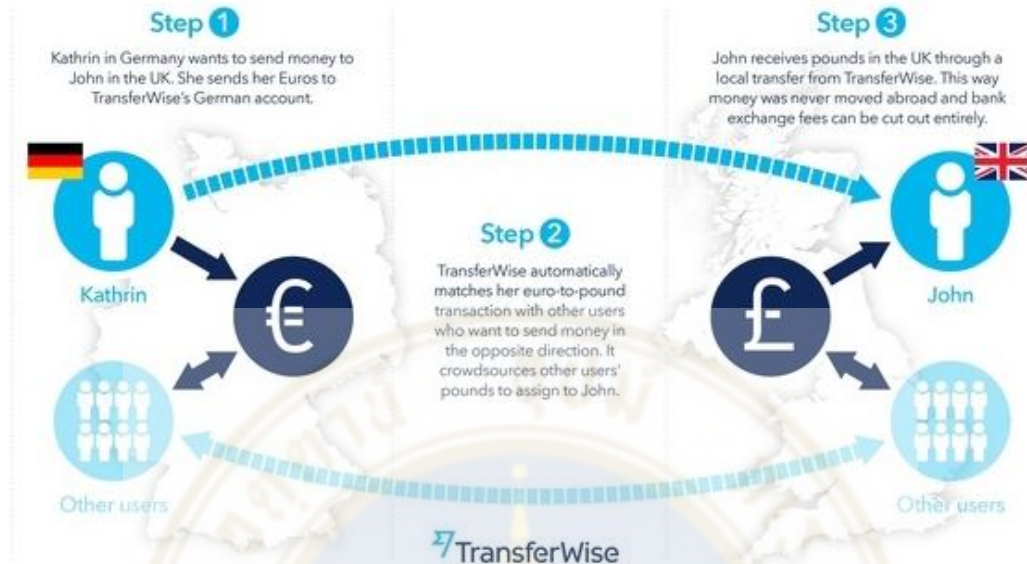 Step 1
Kathrin in Germany wants to send money to
John in the UK. She sends her Euros to
TransferWise's German account.
Kathrin
€
Other users
Step 2
TransferWise automatically
matches her euro-to-pound
transaction with other users
who want to send money in
the opposite direction. It
crowdsources other users'
pounds to assign to John.
Step 3
John receives pounds in the UK through a
local transfer from TransferWise. This way
money was never moved abroad and bank
exchange fees can be cut out entirely.
John
£
Other users
TransferWise